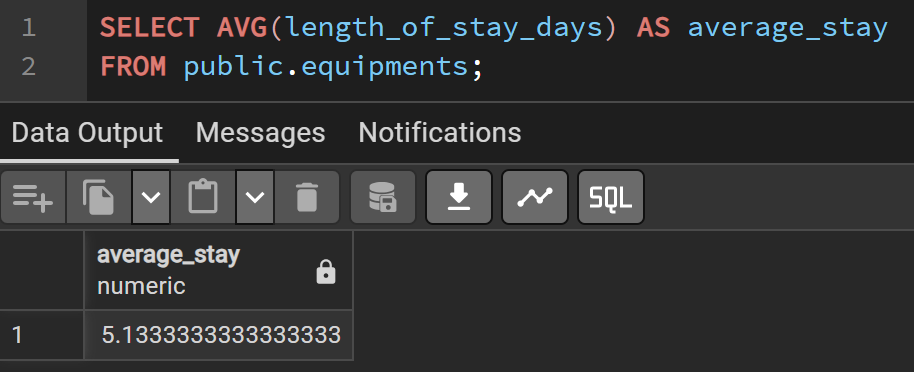 1 SELECT AVG(length_of_stay_days) AS average_stay
2 FROM public.equipments;
Data Output Messages Notifications
SQL
average_stay
numeric
1 5.1333333333333333